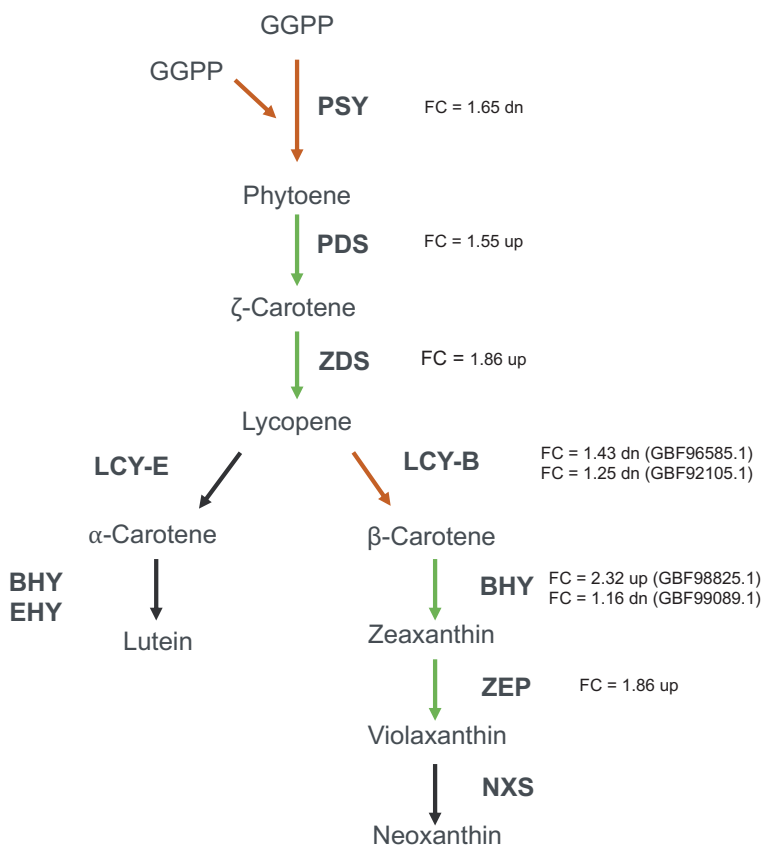 GGPP
GGPP
PSY
FC = 1.65 dn
Phytoene
PDS
FC = 1.55 up
ζ-Carotene
ZDS
FC = 1.86 up
Lycopene
LCY-E
LCY-B
FC = 1.43 dn (GBF96585.1)
FC = 1.25 dn (GBF92105.1)
α-Carotene
β-Carotene
BHY
EHY
BHY
FC = 2.32 up (GBF98825.1)
FC = 1.16 dn (GBF99089.1)
Lutein
Zeaxanthin
ZEP
FC = 1.86 up
Violaxanthin
NXS
Neoxanthin